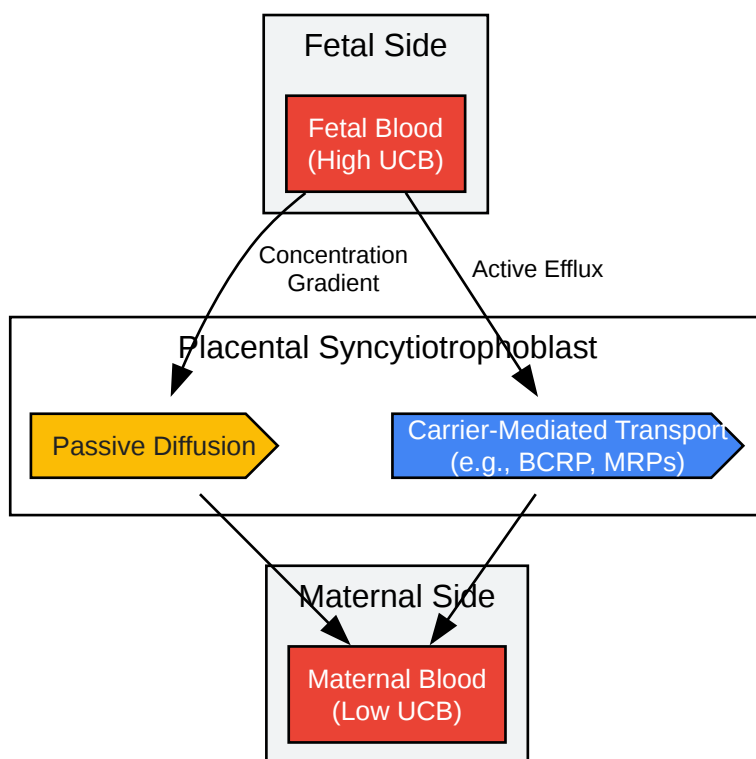 Fetal Side
Fetal Blood
(High UCB)
Concentration
Gradient
Active Efflux
Placental Syncytiotrophoblast
Passive Diffusion
Carrier-Mediated Transport
(e.g., BCRP, MRPs)
Maternal Side
Maternal Blood
(Low UCB)